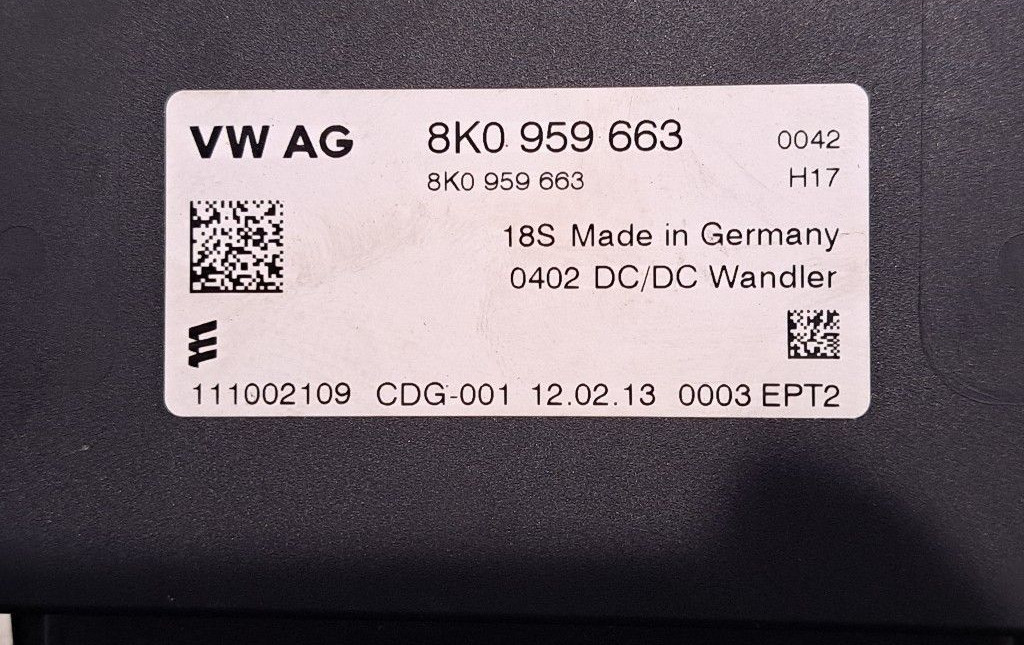 VW AG 8K0 959 663 0042
8K0 959 663 H17
18S Made in Germany
0402 DC/DC Wandler
111002109 CDG-001 12.02.13 0003 EPT2